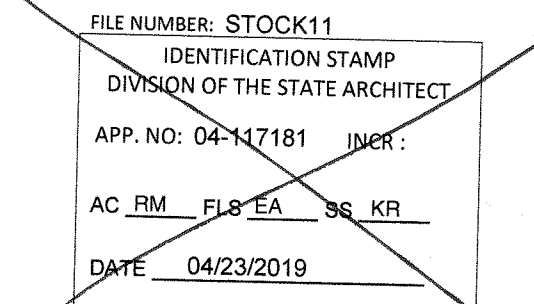 FILE NUMBER: STOCK11
IDENTIFICATION STAMP
DIVISION OF THE STATE ARCHITECT
APP. NO: 04-117181 INCR :
AC RM FLS EA SS KR
DATE 04/23/2019